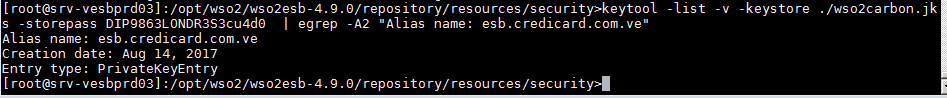 [root@srv-vesbprd03]:/opt/wso2/wso2esb-4.9.0/repository/resources/security>keytool -list -v -keystore ./wso2carbon.jk
s -storepass DIP9863LONDR3S3cu4d0  | egrep -A2 "Alias name: esb.credicard.com.ve"
Alias name: esb.credicard.com.ve
Creation date: Aug 14, 2017
Entry type: PrivateKeyEntry
[root@srv-vesbprd03]:/opt/wso2/wso2esb-4.9.0/repository/resources/security>